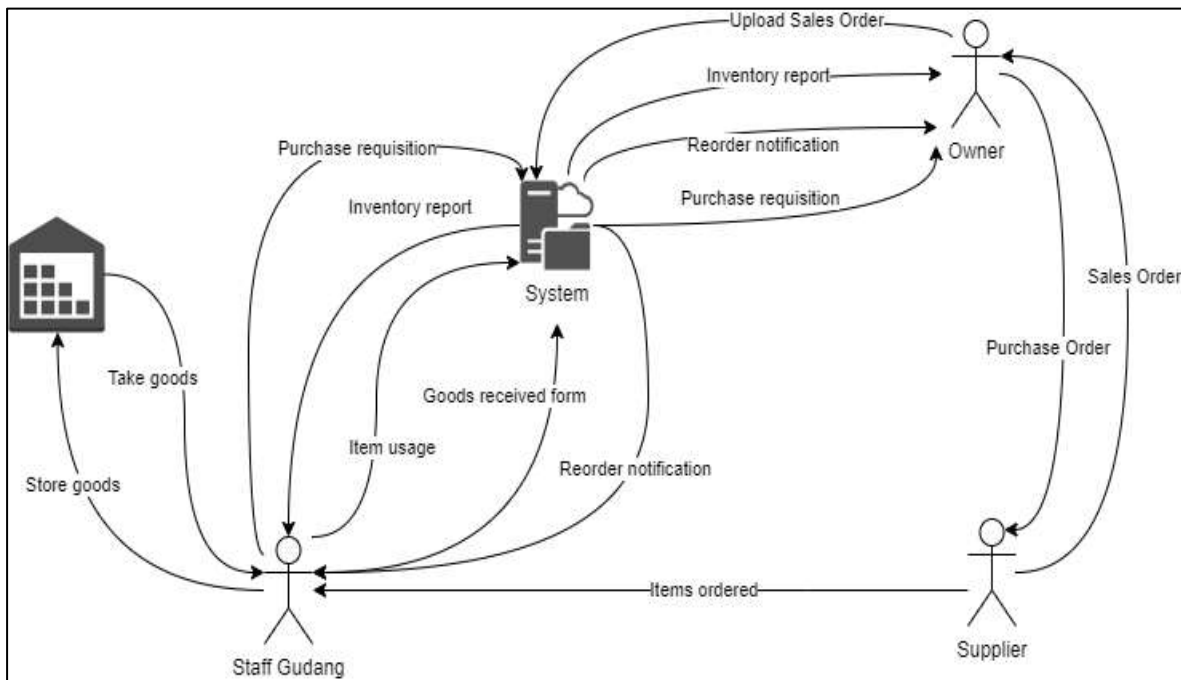 Upload Sales Order
Inventory report
Reorder notification
Owner
Purchase requisition
Purchase requisition
Inventory report
System
Sales Order
Purchase Order
Take goods
Goods received form
Item usage
Reorder notification
Store goods
Items ordered
Supplier
Staff Gudang